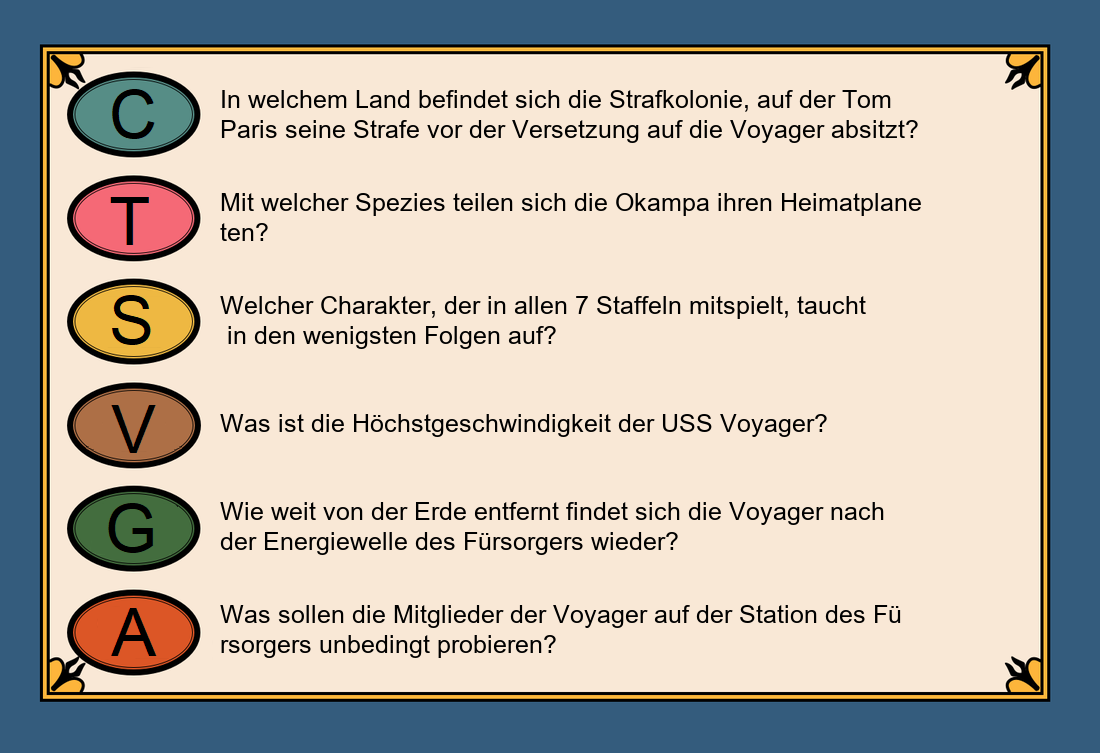 C
In welchem Land befindet sich die Strafkolonie, auf der Tom
Paris seine Strafe vor der Versetzung auf die Voyager absitzt?
T
Mit welcher Spezies teilen sich die Okampa ihren Heimatplane
ten?
S
Welcher Charakter, der in allen 7 Staffeln mitspielt, taucht
in den wenigsten Folgen auf?
V
Was ist die Höchstgeschwindigkeit der USS Voyager?
G
Wie weit von der Erde entfernt findet sich die Voyager nach
der Energiewelle des Fürsorgers wieder?
A
Was sollen die Mitglieder der Voyager auf der Station des Fü
rsorgers unbedingt probieren?